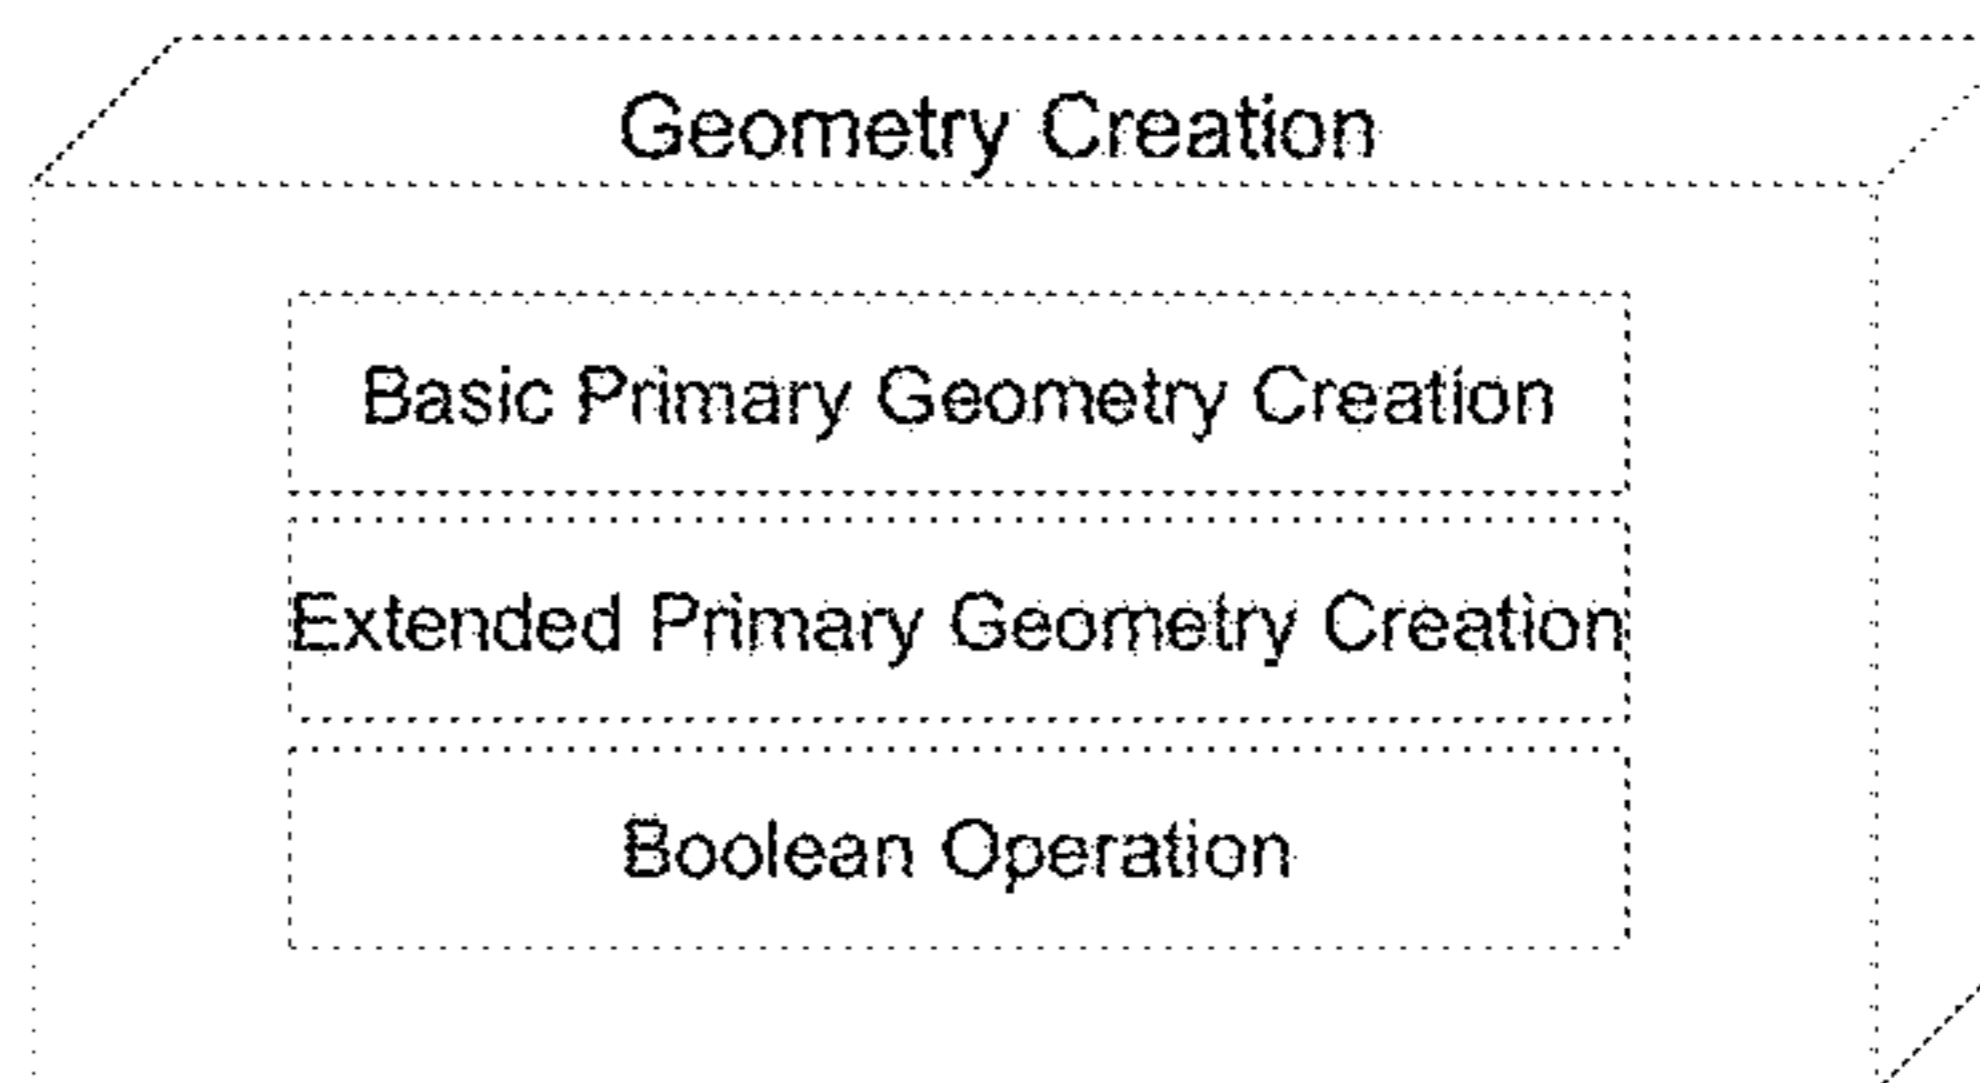 Geometry Creation
Basic Primary Geometry Creation
Extended Primary Geometry Creation
Boolean Operation